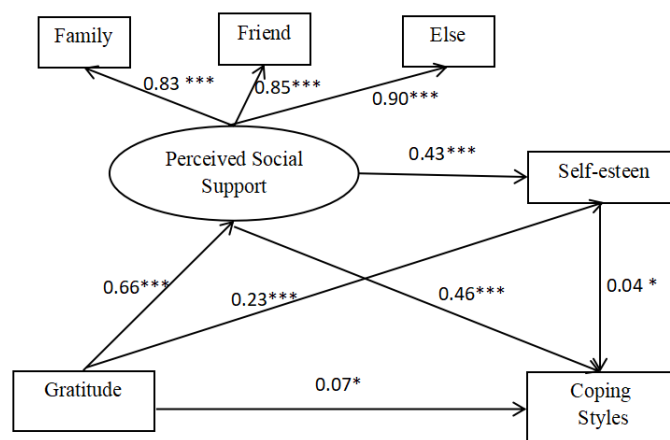 Family
Friend
Else
0.83 ***
0.85***
0.90***
Perceived Social
Support
0.43***
Self-esteen
0.66***
0.23***
0.46***
0.04 *
Gratitude
0.07*
Coping
Styles